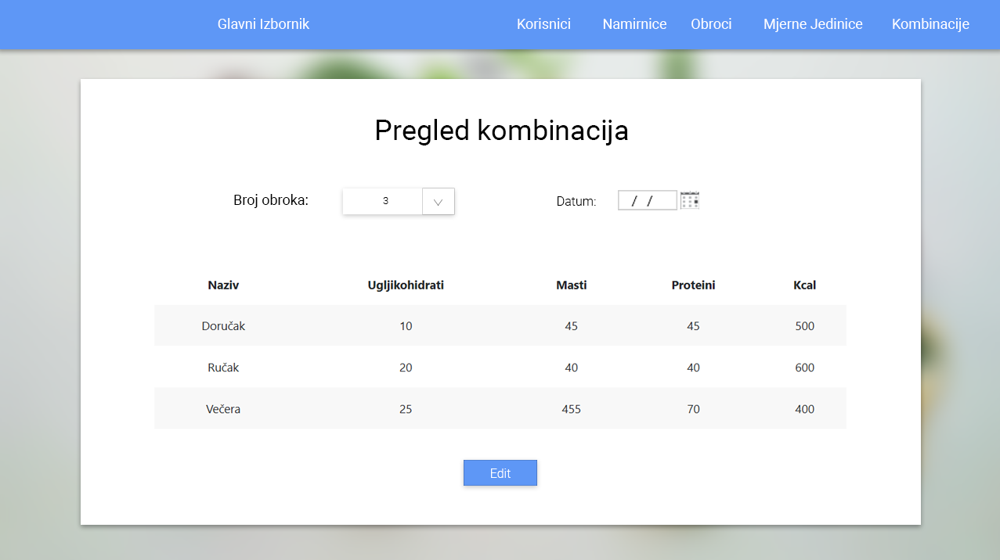 Glavni Izbornik Korisnici Namirnice Obroci Mjerne Jedinice Kombinacije
Pregled kombinacija
Broj obroka: 3 Datum: / /
Naziv Ugljikohidrati Masti Proteini Kcal
Doručak 10 45 45 500
Ručak 20 40 40 600
Večera 25 455 70 400
Edit